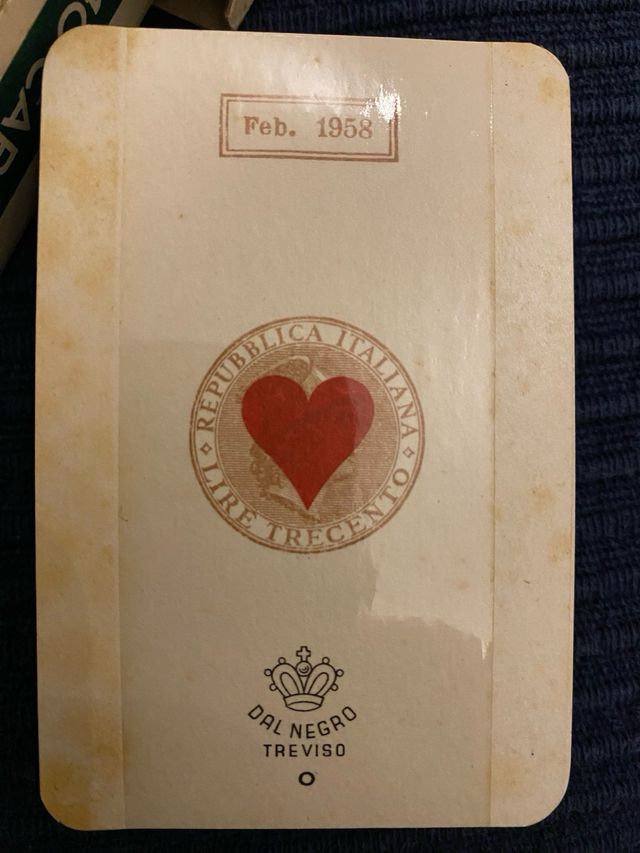 Feb. 1958
REPUBBLICA ITALIANA
LIRE TRECENTO
DAL NEGRO
TREVISO
O